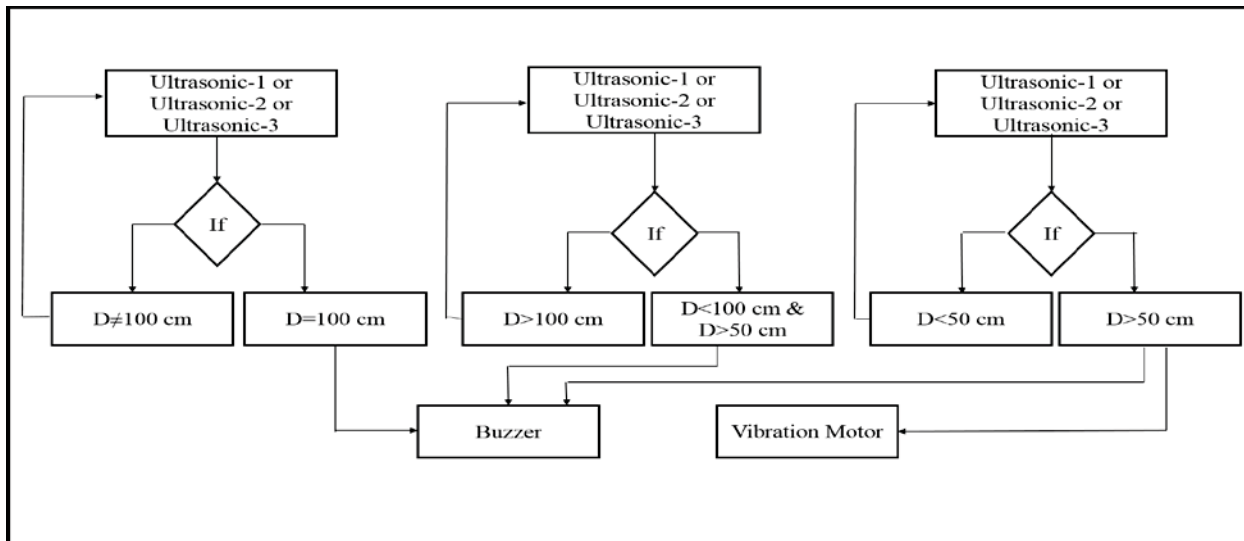 Ultrasonic-1 or
Ultrasonic-2 or
Ultrasonic-3
Ultrasonic-1 or
Ultrasonic-2 or
Ultrasonic-3
Ultrasonic-1 or
Ultrasonic-2 or
Ultrasonic-3
If
If
If
D≠100 cm
D=100 cm
D>100 cm
D<100 cm &
D>50 cm
D<50 cm
D>50 cm
Buzzer
Vibration Motor